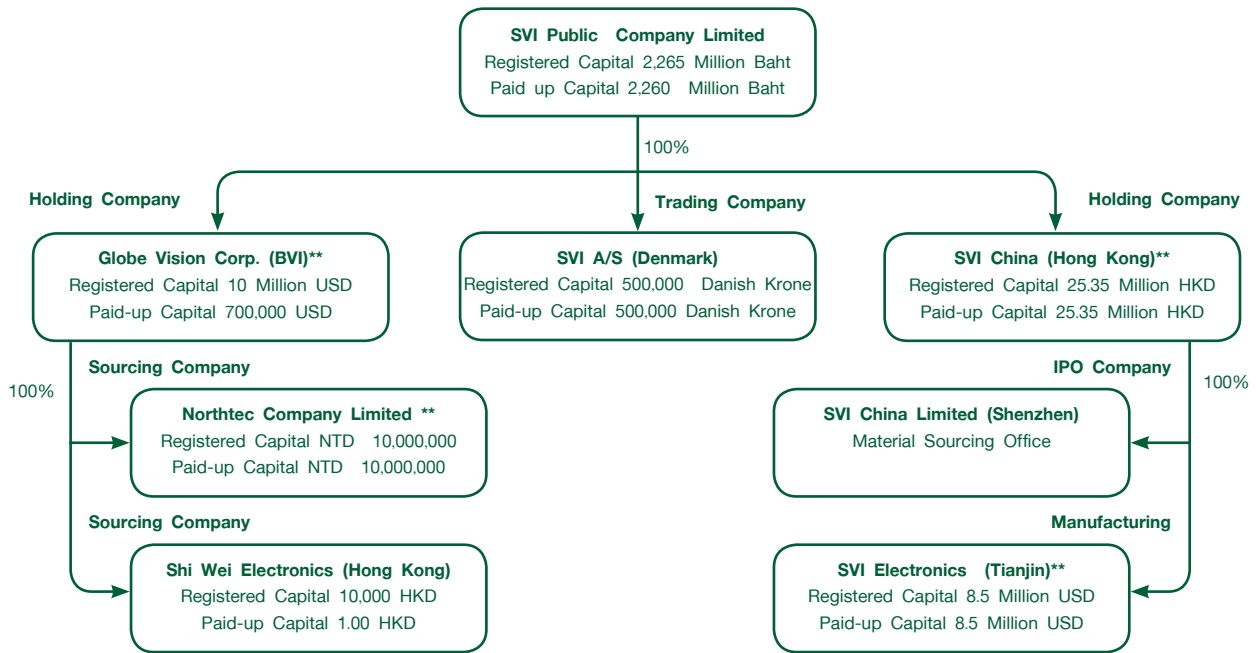 SVI Public Company Limited
Registered Capital 2,265 Million Baht
Paid up Capital 2,260 Million Baht
100%
Holding Company
Trading Company
Holding Company
Globe Vision Corp. (BVI)**
Registered Capital 10 Million USD
Paid-up Capital 700,000 USD
SVI A/S (Denmark)
Registered Capital 500,000 Danish Krone
Paid-up Capital 500,000 Danish Krone
SVI China (Hong Kong)**
Registered Capital 25.35 Million HKD
Paid-up Capital 25.35 Million HKD
100%
Sourcing Company
IPO Company
100%
Northtec Company Limited **
Registered Capital NTD 10,000,000
Paid-up Capital NTD 10,000,000
SVI China Limited (Shenzhen)
Material Sourcing Office
Sourcing Company
Manufacturing
Shi Wei Electronics (Hong Kong)
Registered Capital 10,000 HKD
Paid-up Capital 1.00 HKD
SVI Electronics (Tianjin)**
Registered Capital 8.5 Million USD
Paid-up Capital 8.5 Million USD